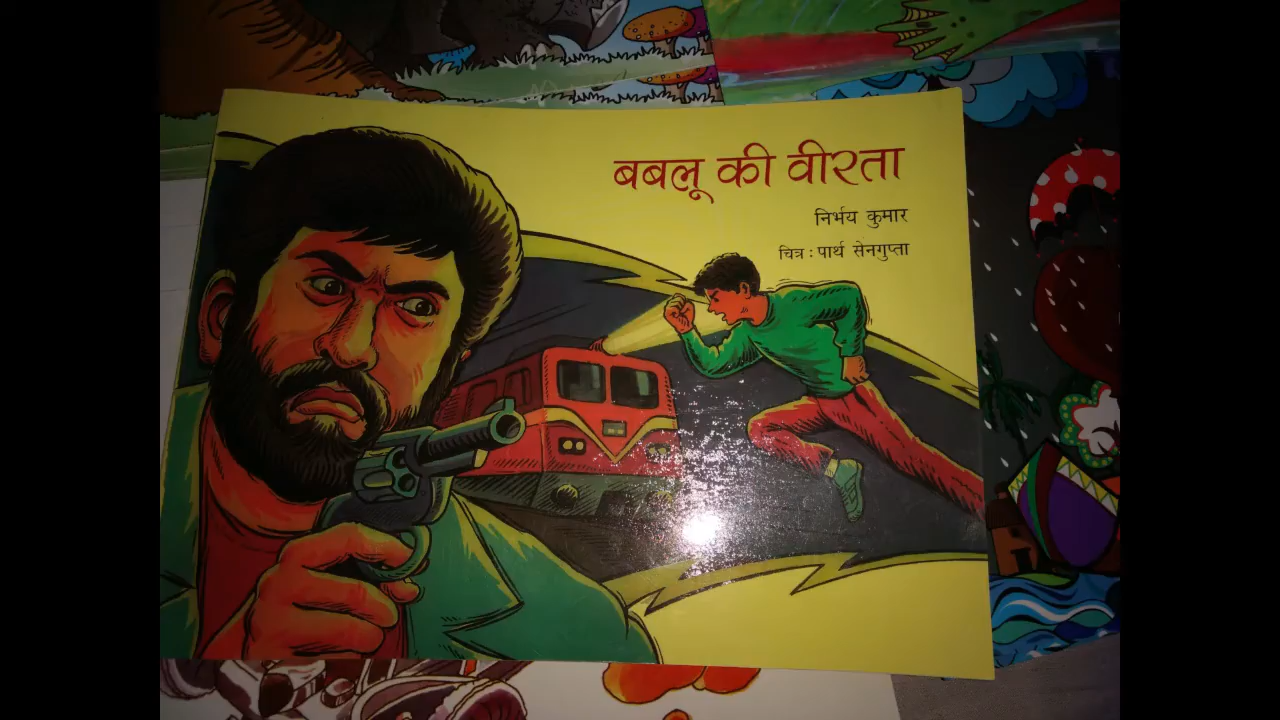 बबलू की वीरता
निर्भय कुमार
चित्र : पार्थ सेनगुप्ता